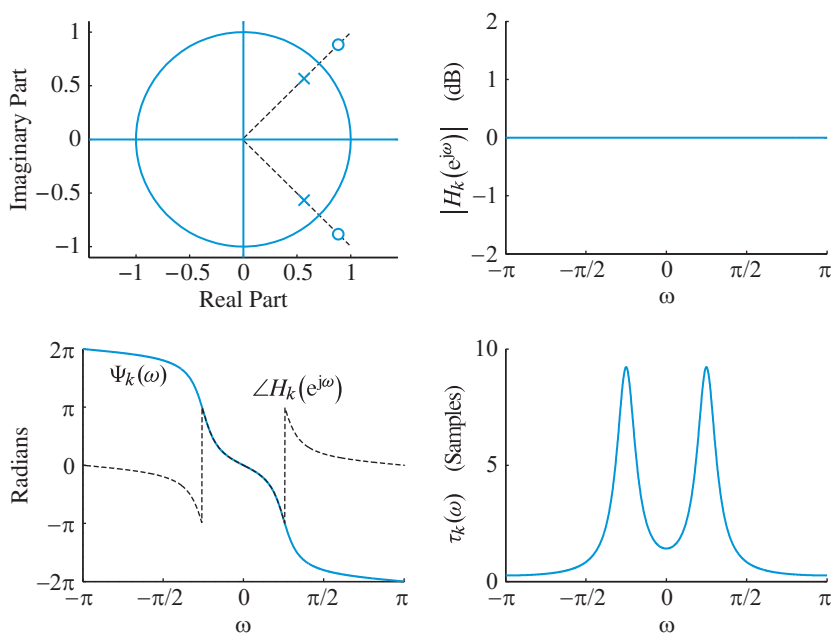 1
0.5
0
−0.5
−1
Imaginary Part
−1
−0.5
0
0.5
1
Real Part
2
1
0
−1
−2
|H_k(e^{jω})| (dB)
−π
−π/2
0
π/2
π
ω
2π
π
0
−π
−2π
Radians
Ψ_k(ω)
∠H_k(e^{jω})
−π
−π/2
0
π/2
π
ω
10
5
0
τ_k(ω) (Samples)
−π
−π/2
0
π/2
π
ω